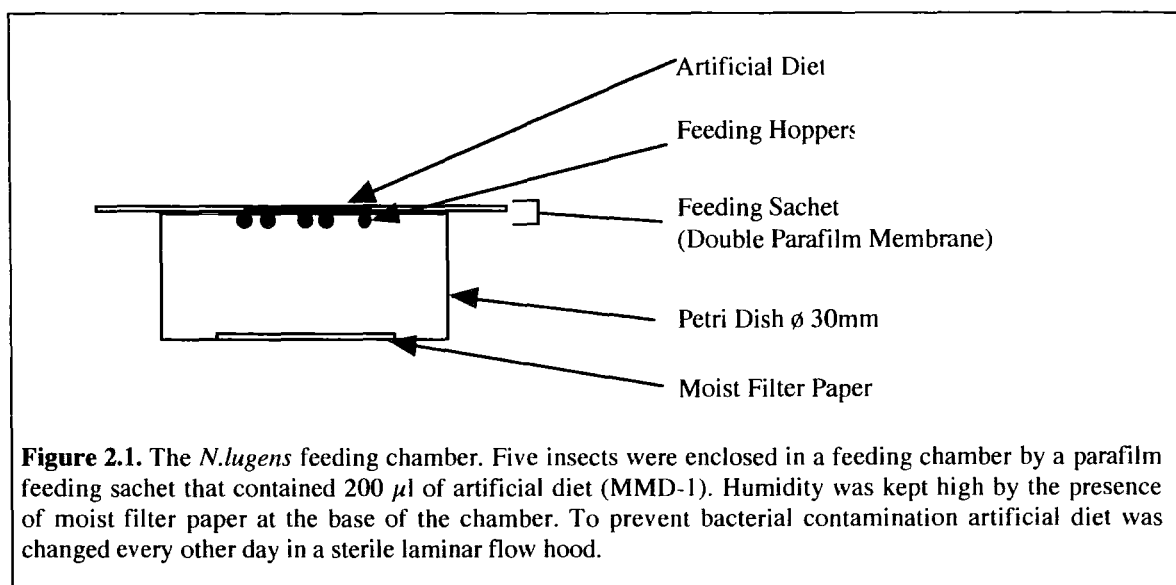 Artificial Diet
Feeding Hoppers
Feeding Sachet
(Double Parafilm Membrane)
Petri Dish ø 30mm
Moist Filter Paper
Figure 2.1. The N.lugens feeding chamber. Five insects were enclosed in a feeding chamber by a parafilm
feeding sachet that contained 200 μl of artificial diet (MMD-1). Humidity was kept high by the presence
of moist filter paper at the base of the chamber. To prevent bacterial contamination artificial diet was
changed every other day in a sterile laminar flow hood.